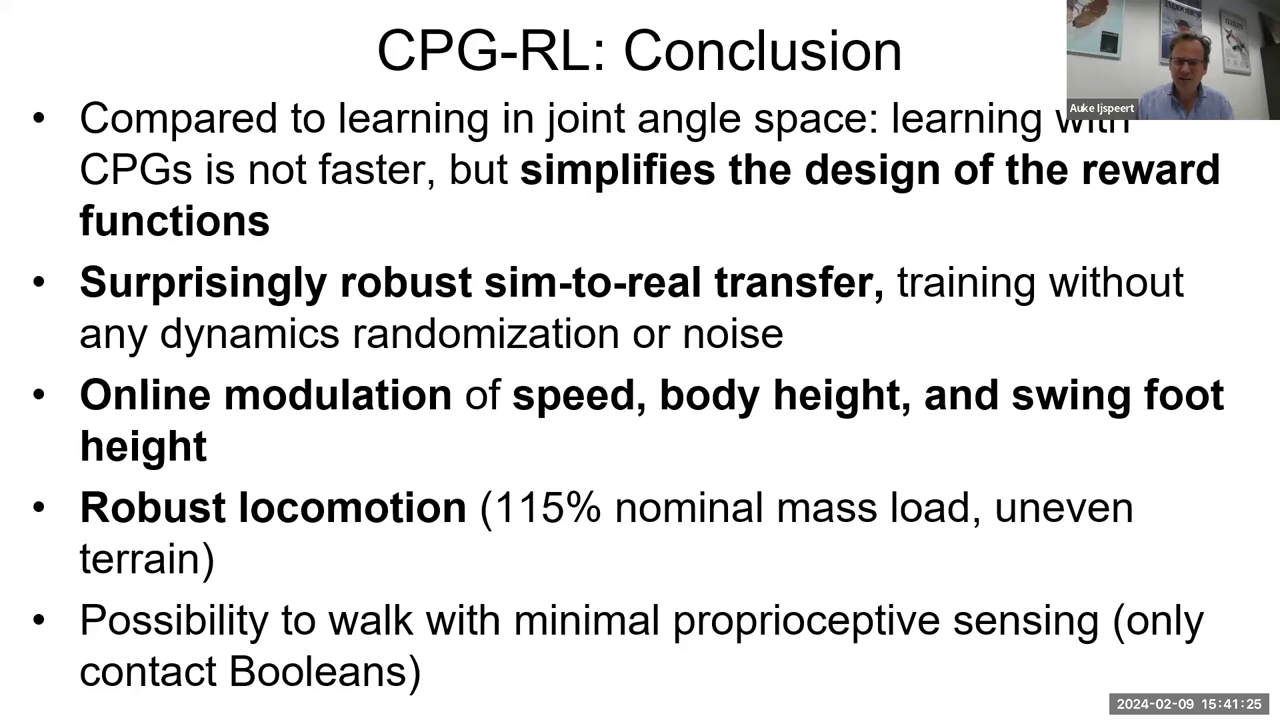 CPG-RL: Conclusion
Auke Ijspeert
• Compared to learning in joint angle space: learning with
CPGs is not faster, but simplifies the design of the reward
functions
• Surprisingly robust sim-to-real transfer, training without
any dynamics randomization or noise
• Online modulation of speed, body height, and swing foot
height
• Robust locomotion (115% nominal mass load, uneven
terrain)
• Possibility to walk with minimal proprioceptive sensing (only
contact Booleans)
2024-02-09 15:41:25